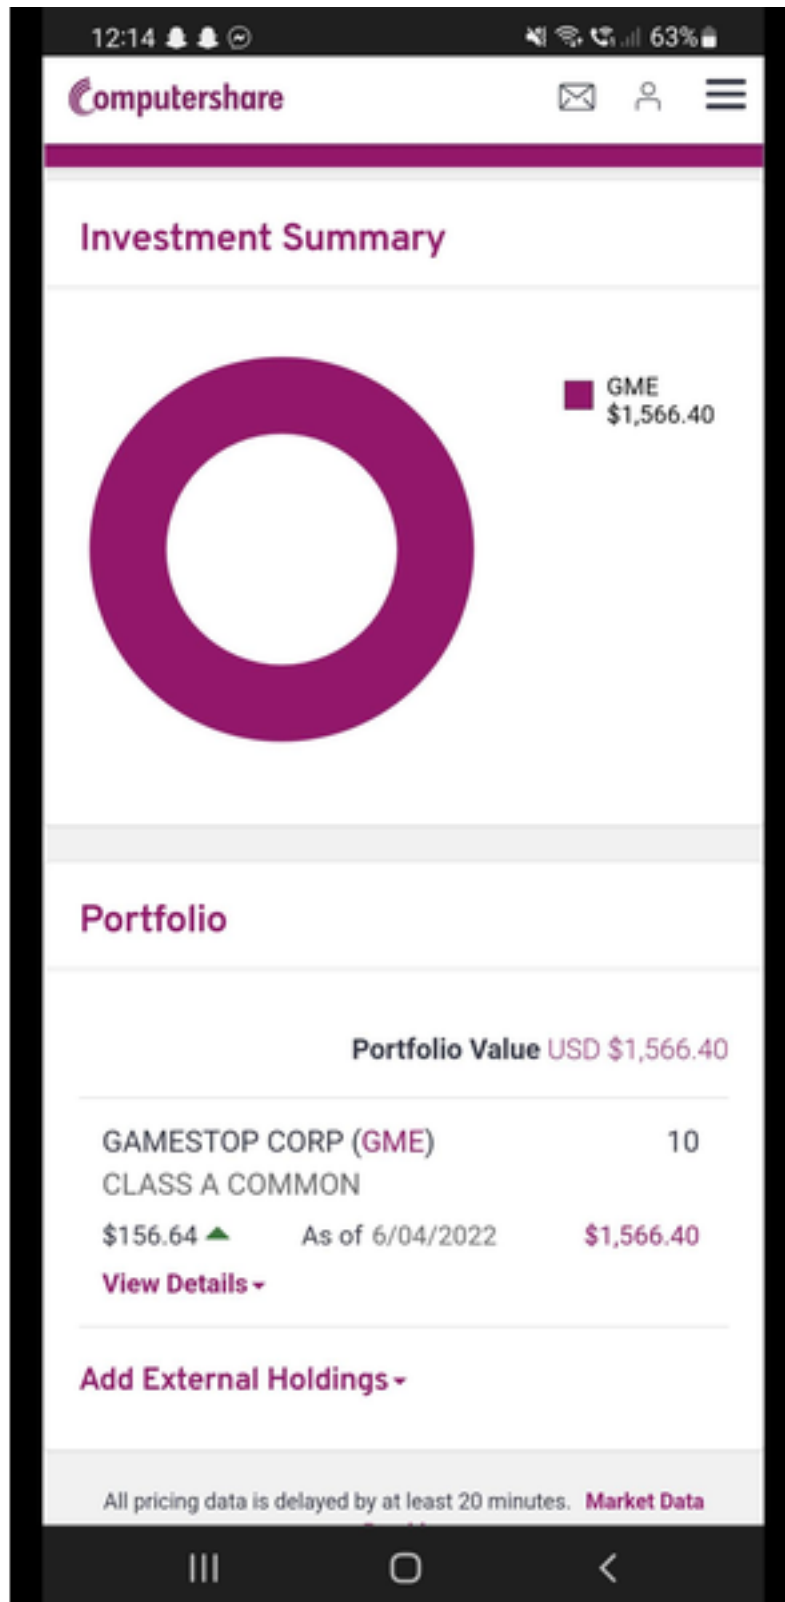 12:14 63%
Computershare
Investment Summary
GME
$1,566.40
Portfolio
Portfolio Value USD $1,566.40
GAMESTOP CORP (GME) 10
CLASS A COMMON
$156.64 As of 6/04/2022 $1,566.40
View Details
Add External Holdings
All pricing data is delayed by at least 20 minutes. Market Data